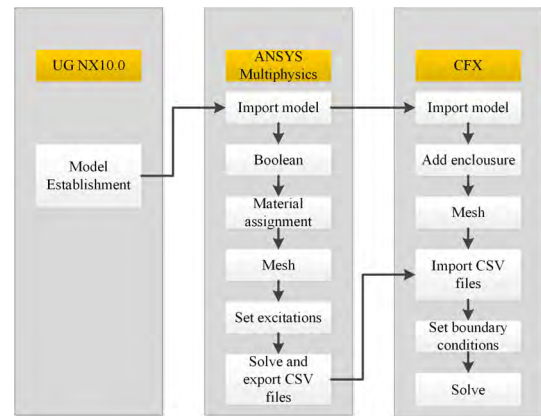 UG NX10.0
Model
Establishment
ANSYS
Multiphysics
Import model
Boolean
Material
assignment
Mesh
Set excitations
Solve and
export CSV
files
CFX
Import model
Add enclousure
Mesh
Import CSV
files
Set boundary
conditions
Solve